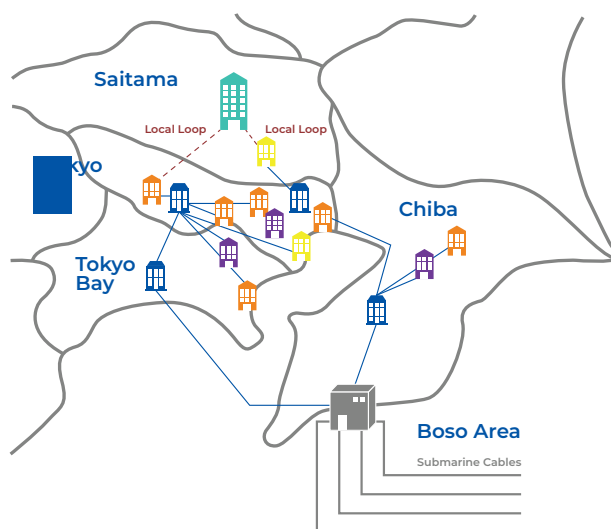 Saitama
Local Loop
Local Loop
kyo
Chiba
Tokyo
Bay
Boso Area
Submarine Cables